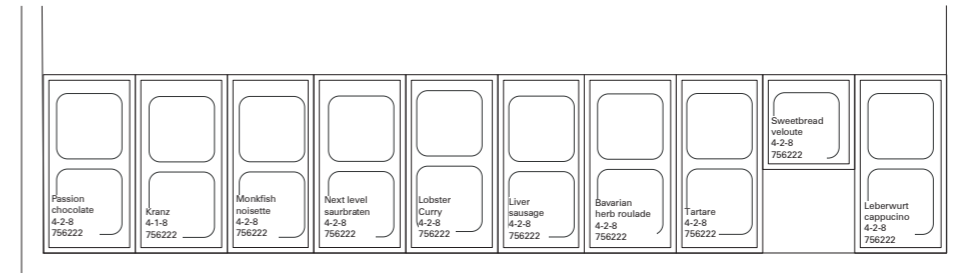 Passion
chocolate
4-2-8
756222
Kranz
4-1-8
756222
Monkfish
noisette
4-2-8
756222
Next level
saurbraten
4-2-8
756222
Lobster
Curry
4-2-8
756222
Liver
sausage
4-2-8
756222
Bavarian
herb roulade
4-2-8
756222
Tartare
4-2-8
756222
Sweetbread
veloute
4-2-8
756222
Leberwurt
cappucino
4-2-8
756222